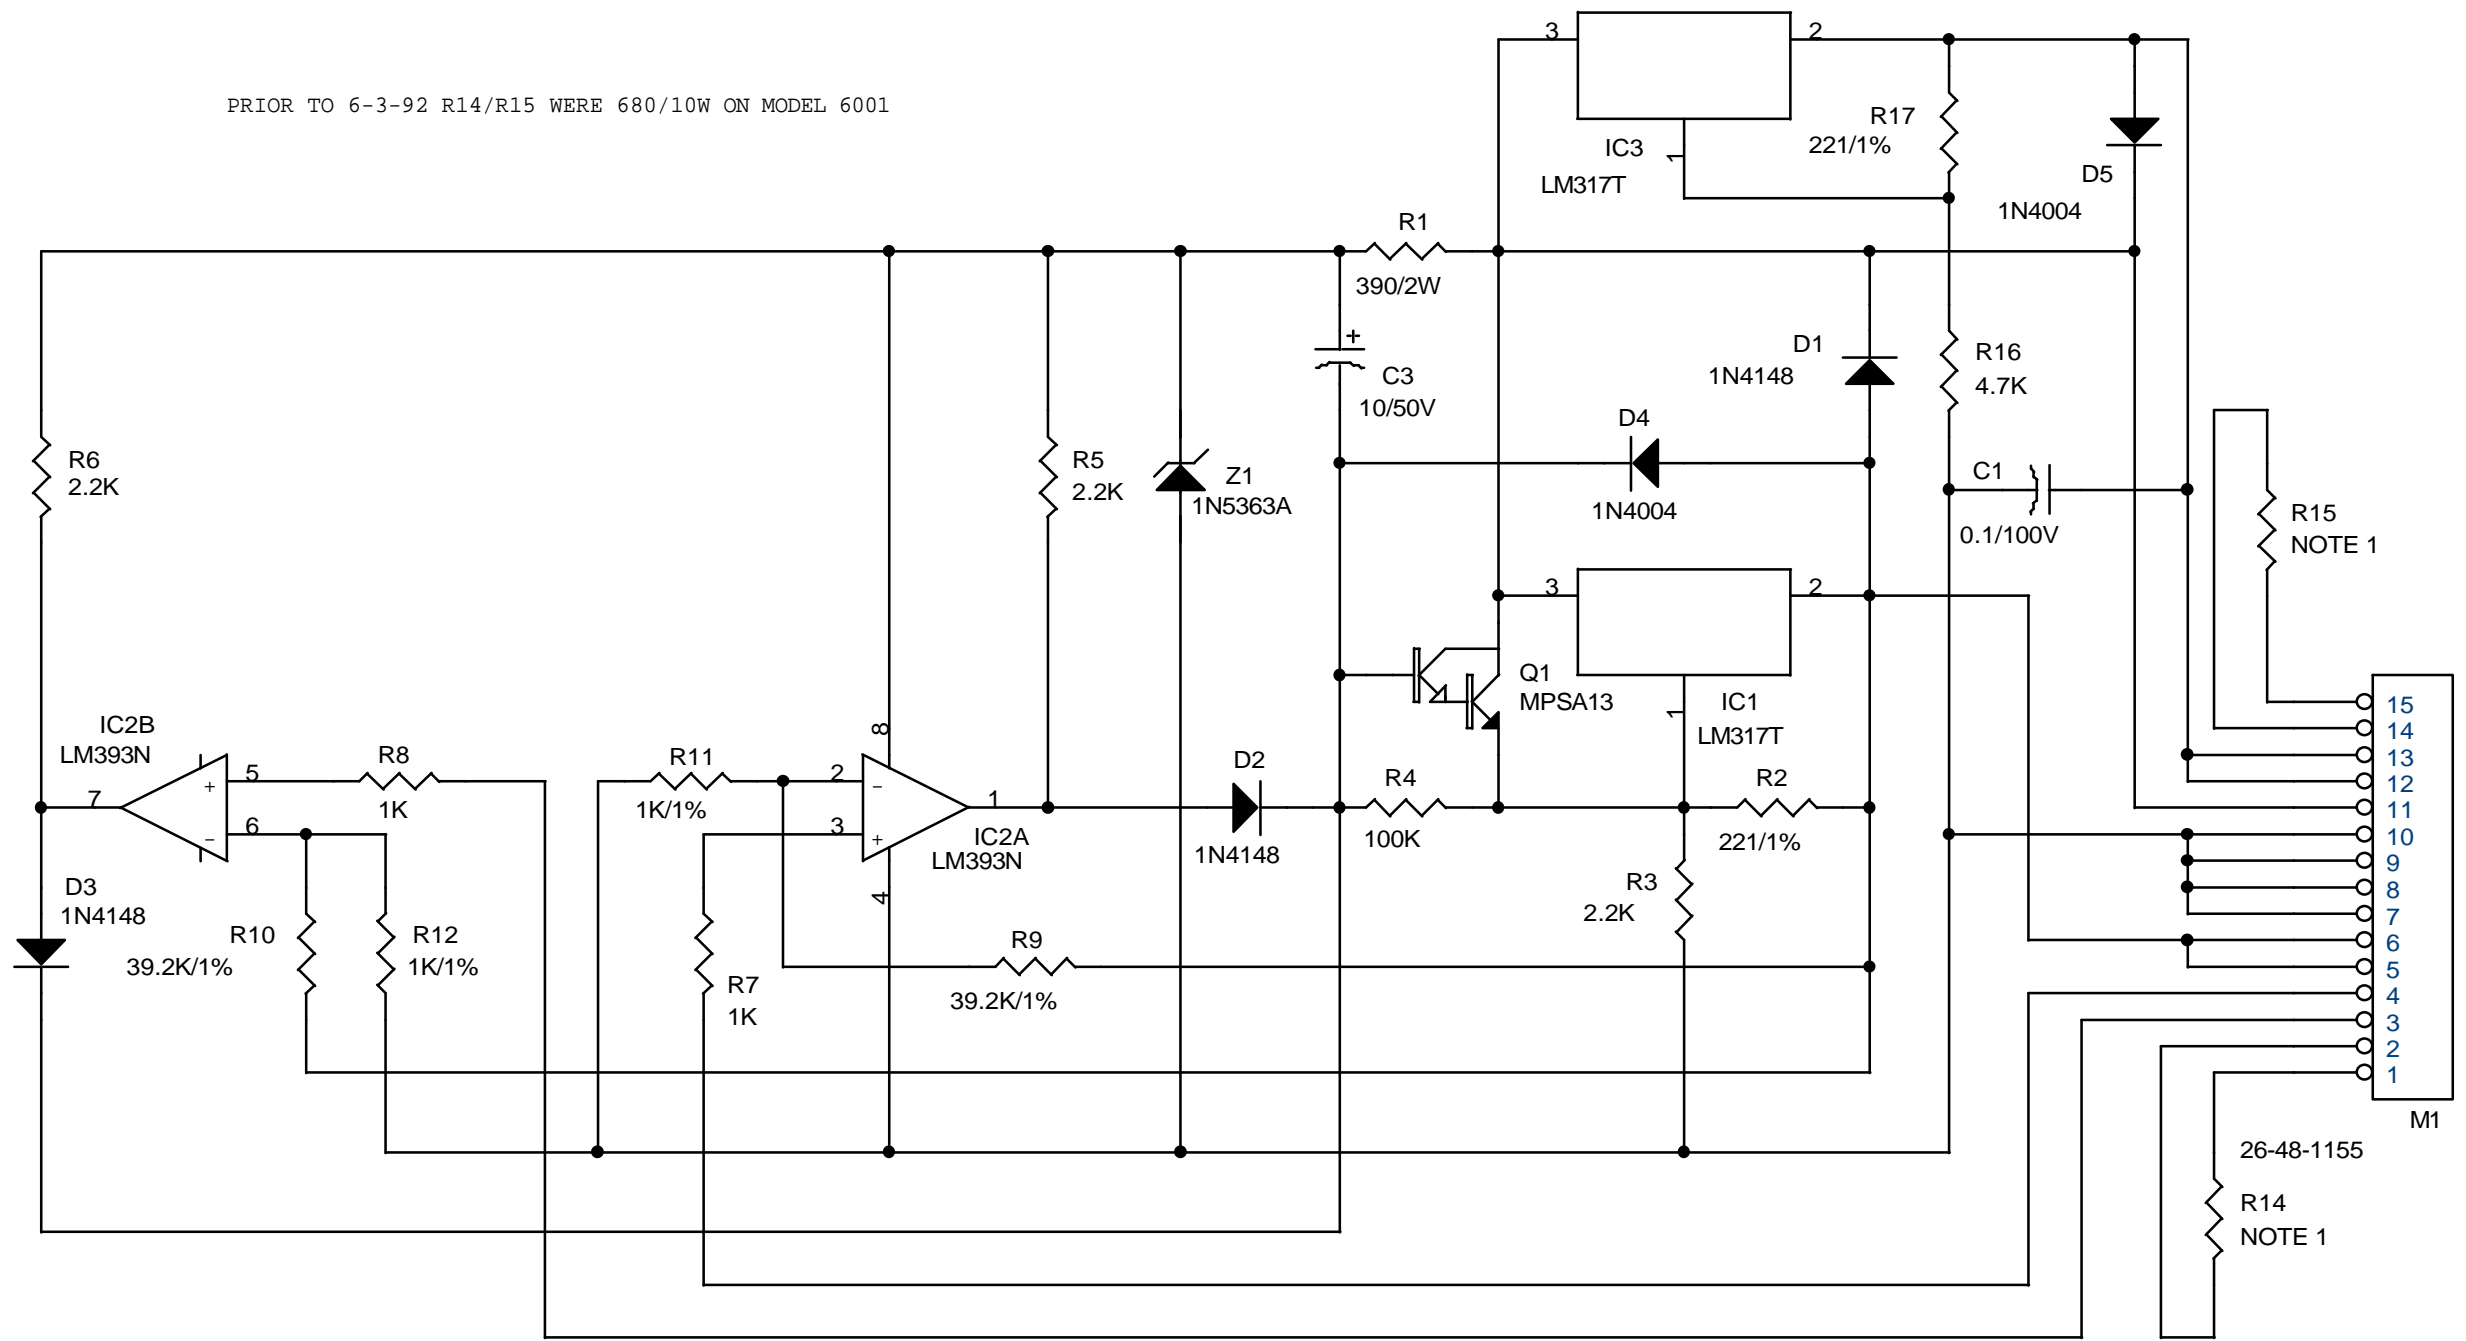 3
2
PRIOR TO 6-3-92 R14/R15 WERE 680/10W ON MODEL 6001
R17
221/1%
IC3
1
LM317T
D5
1N4004
R1
390/2W
+
D1
1N4148
R16
4.7K
C3
10/50V
D4
1N4004
R6
2.2K
R5
2.2K
Z1
1N5363A
C1
0.1/100V
R15
NOTE 1
3
2
Q1
MPSA13
IC1
1
LM317T
15
14
13
12
11
10
9
8
7
6
5
4
3
2
1
M1
26-48-1155
R14
NOTE 1
IC2B
LM393N
7
5
+
6
-
R8
1K
R11
1K/1%
2
-
3
+
8
4
1
IC2A
LM393N
D2
1N4148
R4
100K
R2
221/1%
R3
2.2K
D3
1N4148
R10
39.2K/1%
R12
1K/1%
R7
1K
R9
39.2K/1%